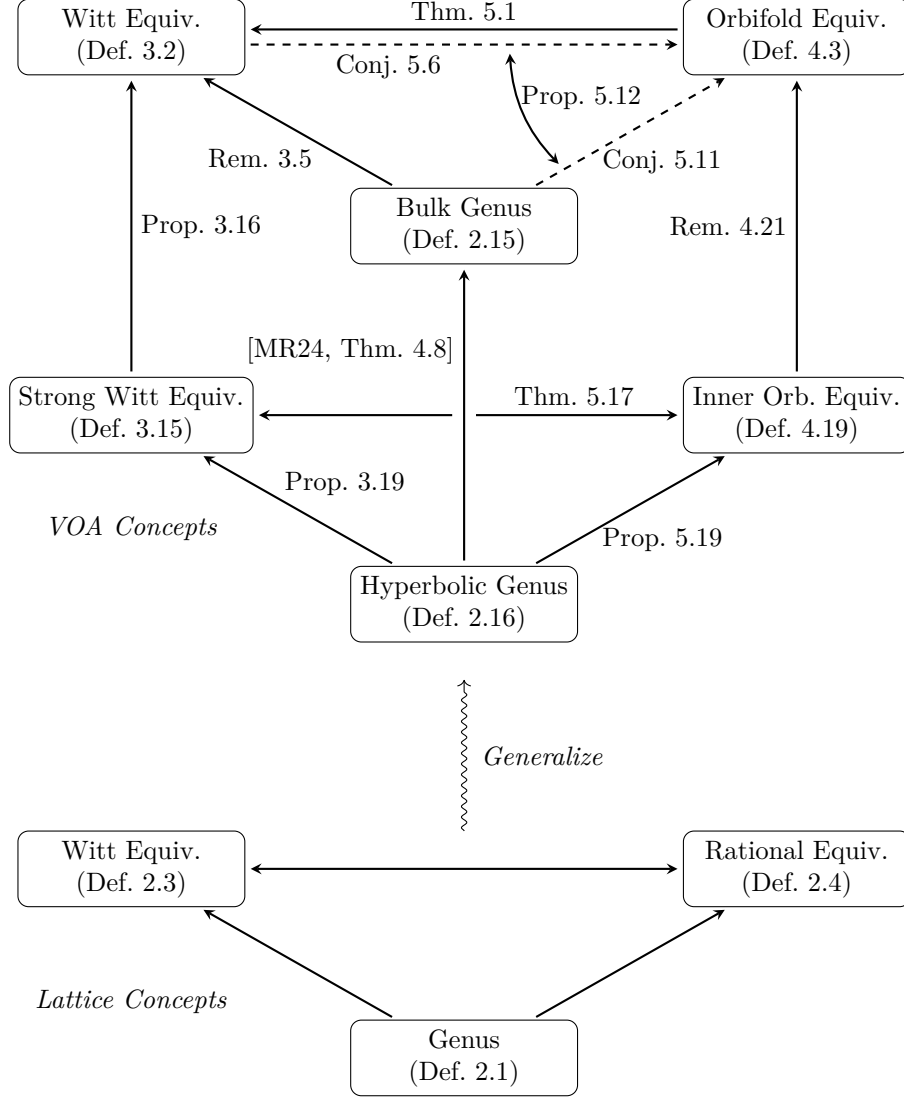 Witt Equiv.
(Def. 3.2)
Thm. 5.1
Conj. 5.6
Orbifold Equiv.
(Def. 4.3)
Prop. 5.12
Rem. 3.5
Conj. 5.11
Bulk Genus
(Def. 2.15)
Prop. 3.16
Rem. 4.21
[MR24, Thm. 4.8]
Strong Witt Equiv.
(Def. 3.15)
Thm. 5.17
Inner Orb. Equiv.
(Def. 4.19)
Prop. 3.19
VOA Concepts
Prop. 5.19
Hyperbolic Genus
(Def. 2.16)
Generalize
Witt Equiv.
(Def. 2.3)
Rational Equiv.
(Def. 2.4)
Lattice Concepts
Genus
(Def. 2.1)